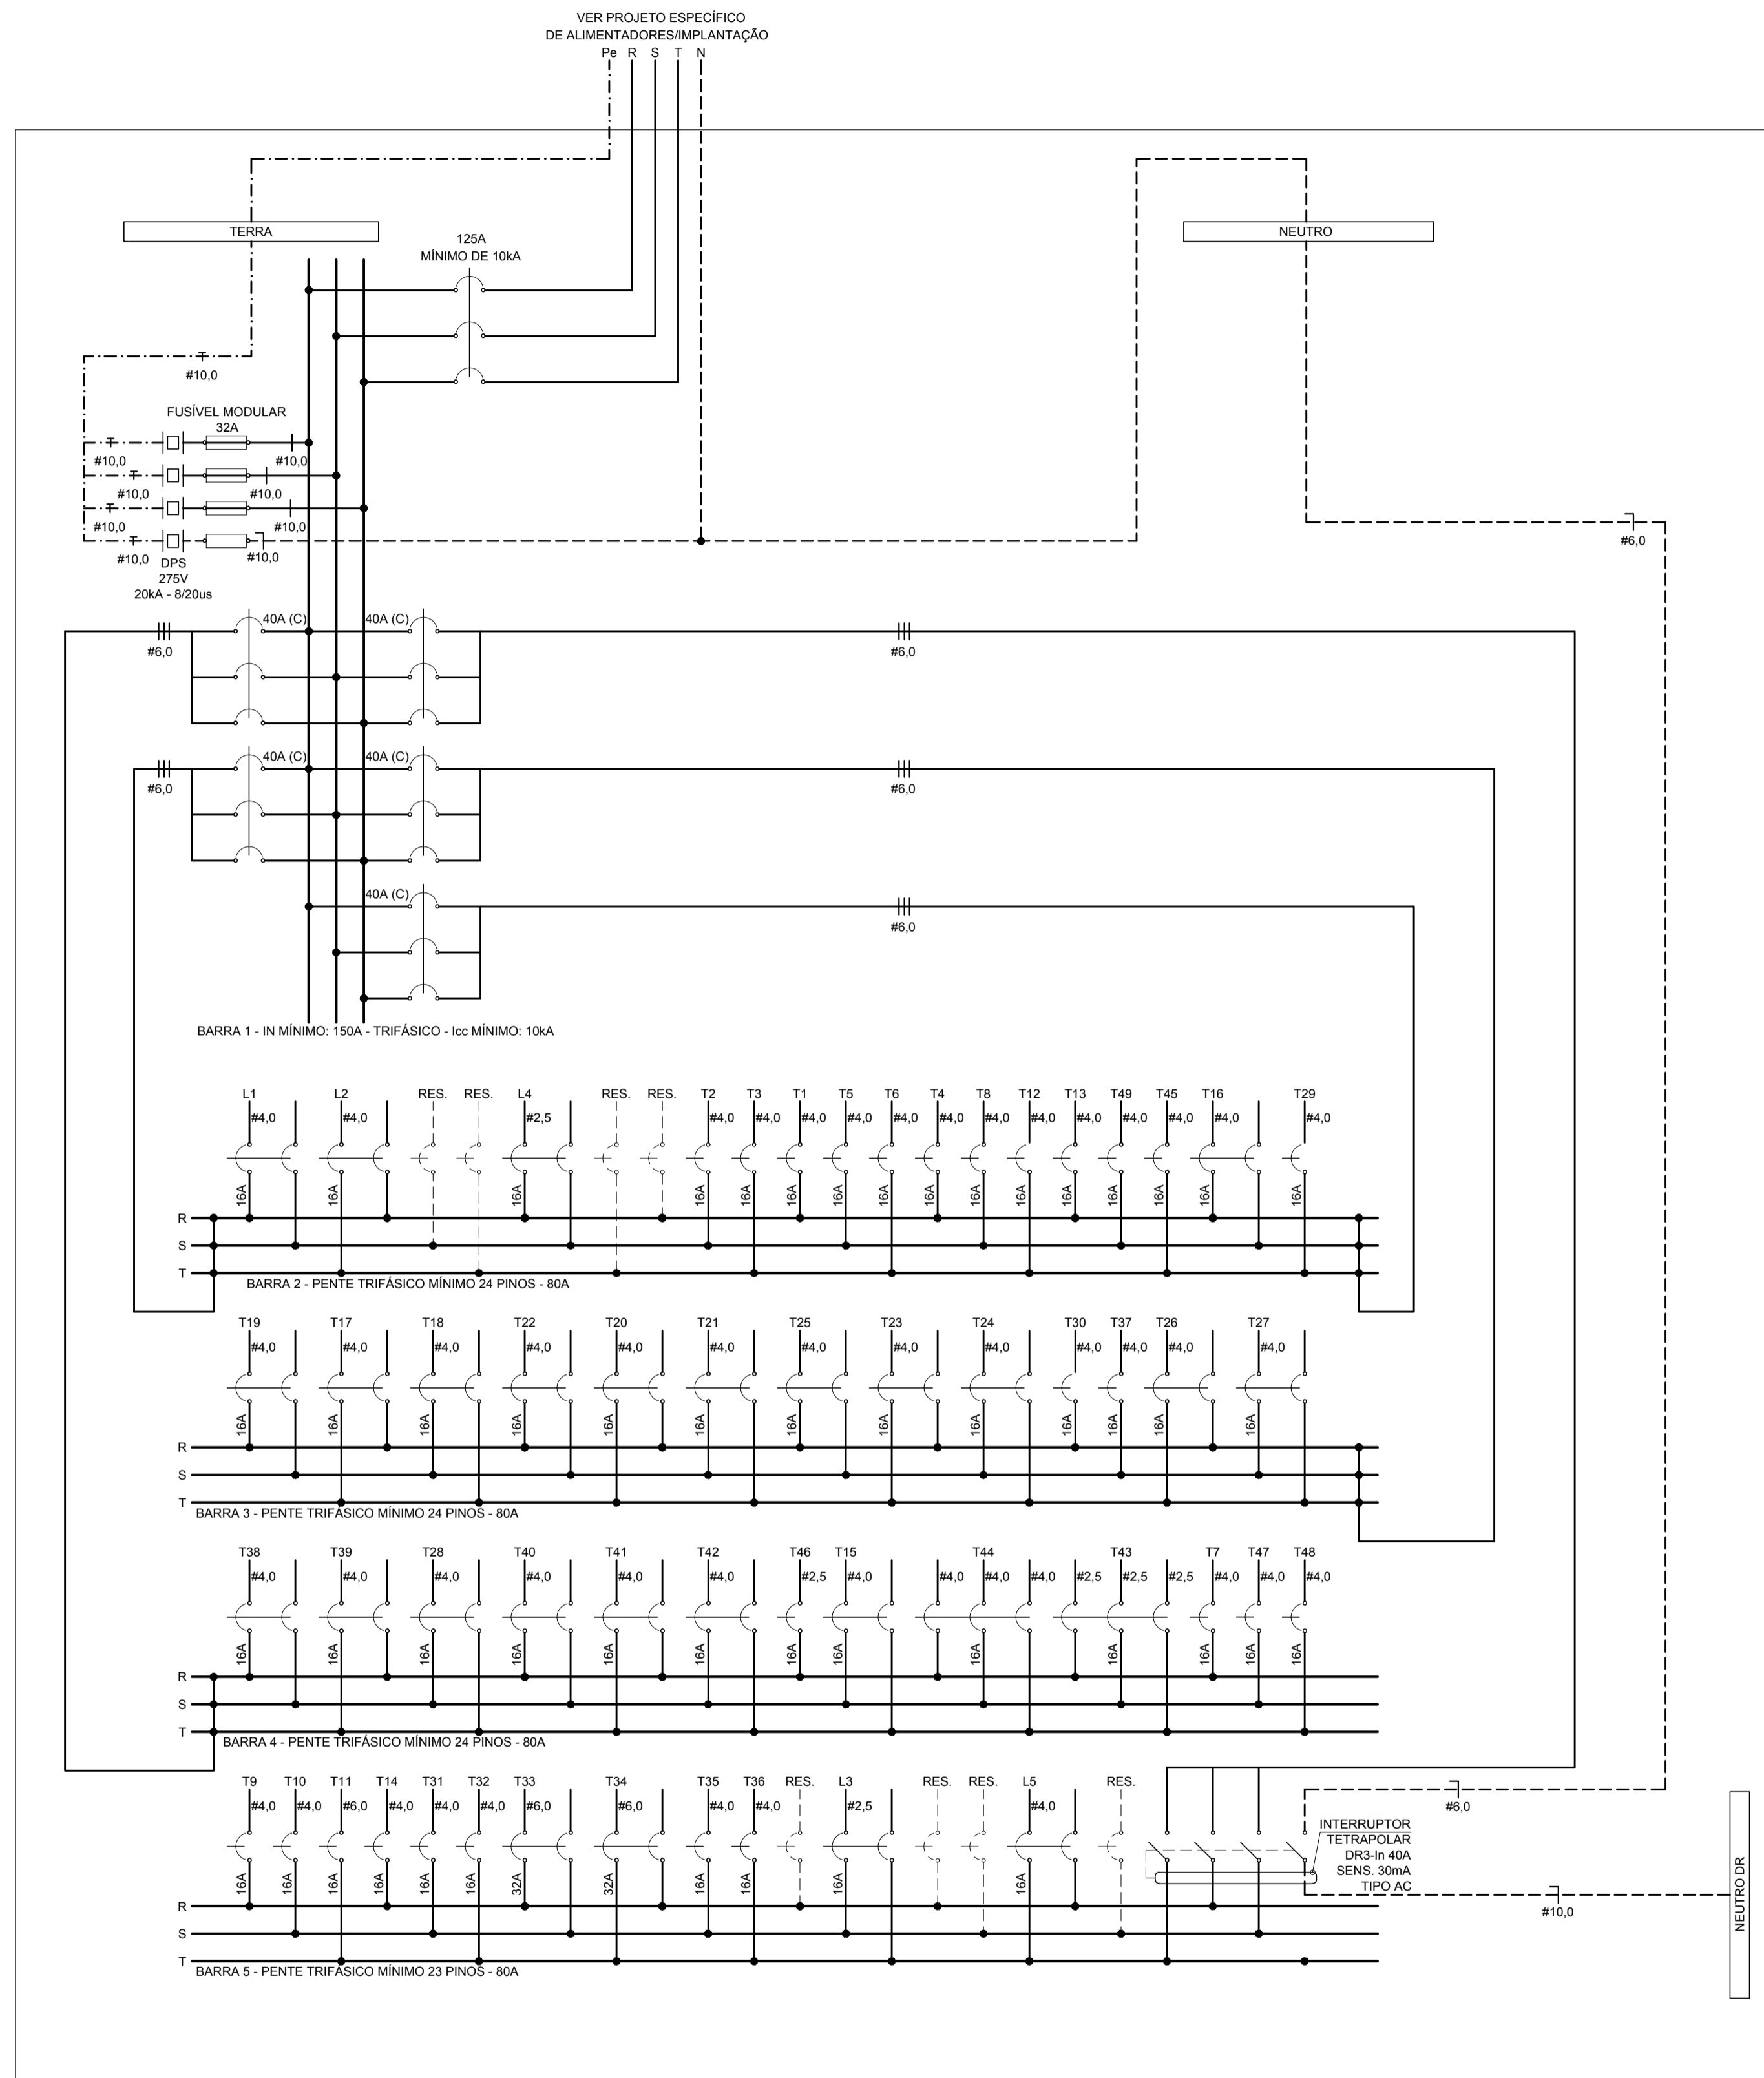 VER PROJETO ESPECÍFICO
DE ALIMENTADORES/IMPLANTAÇÃO
Pe R S T N
TERRA
NEUTRO
125A
MÍNIMO DE 10kA
#10,0
FUSÍVEL MODULAR
32A
#10,0 #10,0
#10,0 #10,0
#10,0 #10,0
#10,0 #10,0
#6,0
DPS
275V
20kA - 8/20us
40A (C) 40A (C)
#6,0 #6,0
40A (C) 40A (C)
#6,0 #6,0
40A (C)
#6,0
BARRA 1 - IN MÍNIMO: 150A - TRIFÁSICO - Icc MÍNIMO: 10kA
L1 L2 RES. RES. L4 RES. RES. T2 T3 T1 T5 T6 T4 T8 T12 T13 T49 T45 T16 T29
#4,0 #4,0 #2,5 #4,0 #4,0 #4,0 #4,0 #4,0 #4,0 #4,0 #4,0 #4,0 #4,0 #4,0 #4,0 #4,0
16A 16A 16A 16A 16A 16A 16A 16A 16A 16A 16A 16A 16A 16A 16A 16A
R
S
T
BARRA 2 - PENTE TRIFÁSICO MÍNIMO 24 PINOS - 80A
T19 T17 T18 T22 T20 T21 T25 T23 T24 T30 T37 T26 T27
#4,0 #4,0 #4,0 #4,0 #4,0 #4,0 #4,0 #4,0 #4,0 #4,0 #4,0 #4,0 #4,0
16A 16A 16A 16A 16A 16A 16A 16A 16A 16A 16A 16A 16A
R
S
T
BARRA 3 - PENTE TRIFÁSICO MÍNIMO 24 PINOS - 80A
T38 T39 T28 T40 T41 T42 T46 T15 T44 T43 T7 T47 T48
#4,0 #4,0 #4,0 #4,0 #4,0 #4,0 #2,5 #4,0 #4,0 #4,0 #4,0 #2,5 #2,5 #2,5 #4,0 #4,0 #4,0
16A 16A 16A 16A 16A 16A 16A 16A 16A 16A 16A 16A 16A
R
S
T
BARRA 4 - PENTE TRIFÁSICO MÍNIMO 24 PINOS - 80A
T9 T10 T11 T14 T31 T32 T33 T34 T35 T36 RES. L3 RES. RES. L5 RES.
#4,0 #4,0 #6,0 #4,0 #4,0 #4,0 #6,0 #6,0 #4,0 #4,0 #2,5 #4,0
#6,0
INTERRUPTOR
TETRAPOLAR
DR3-In 40A
SENS. 30mA
TIPO AC
16A 16A 16A 16A 16A 16A 32A 32A 16A 16A 16A 16A
#10,0
NEUTRO DR
R
S
T
BARRA 5 - PENTE TRIFÁSICO MÍNIMO 23 PINOS - 80A